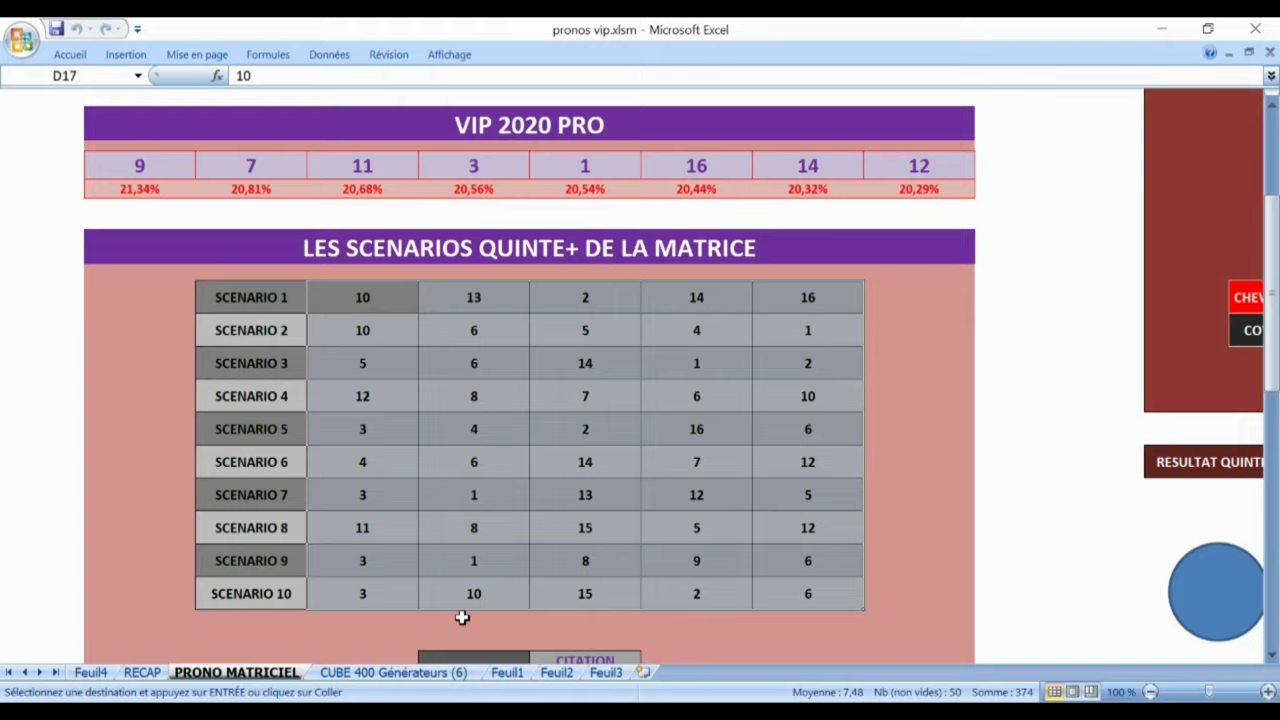 pronos vip.xlsm - Microsoft Excel
Accueil Insertion Mise en page Formules Données Révision Affichage
D17 fx 10
VIP 2020 PRO
9 7 11 3 1 16 14 12
21,34% 20,81% 20,68% 20,56% 20,54% 20,44% 20,32% 20,29%
LES SCENARIOS QUINTE+ DE LA MATRICE
SCENARIO 1 10 13 2 14 16
SCENARIO 2 10 6 5 4 1
SCENARIO 3 5 6 14 1 2
SCENARIO 4 12 8 7 6 10
SCENARIO 5 3 4 2 16 6
SCENARIO 6 4 6 14 7 12
SCENARIO 7 3 1 13 12 5
SCENARIO 8 11 8 15 5 12
SCENARIO 9 3 1 8 9 6
SCENARIO 10 3 10 15 2 6
CITATION
CHEV
CO
RESULTAT QUINT
Feuil4 RECAP PRONO MATRICIEL CUBE 400 Générateurs (6) Feuil1 Feuil2 Feuil3
Sélectionnez une destination et appuyez sur ENTRÉE ou cliquez sur Coller Moyenne : 7,48 Nb (non vides) : 50 Somme : 374 100 %